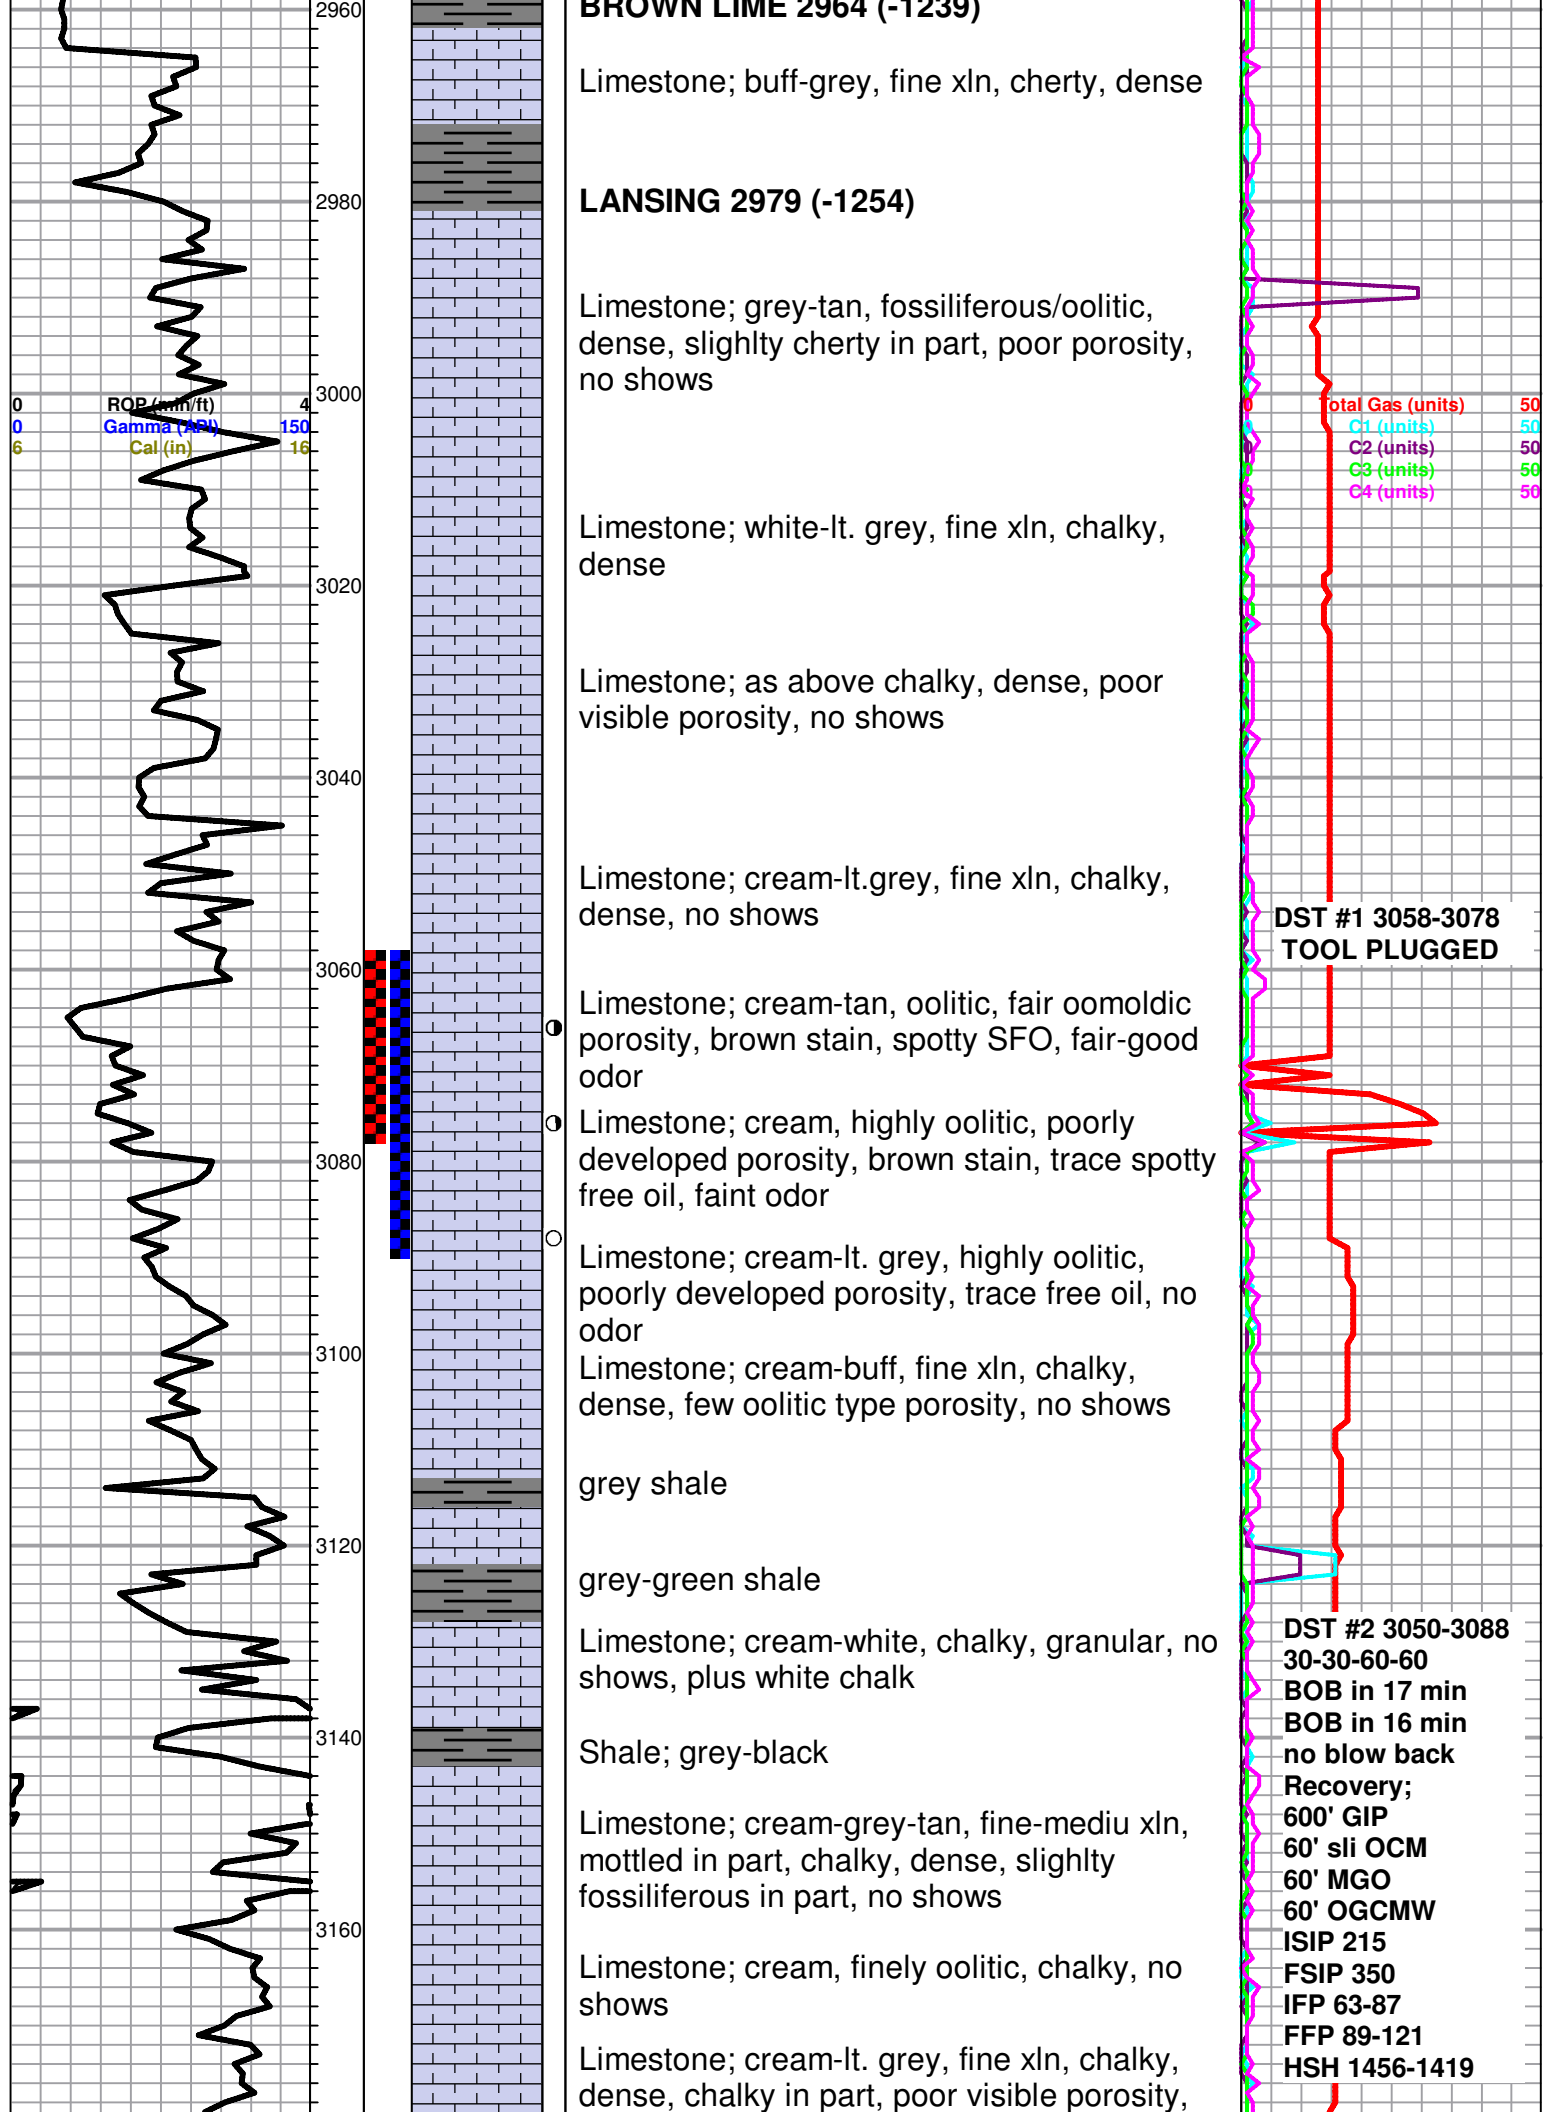 2960
BROWN LIME 2964 (-1239)
Limestone; buff-grey, fine xln, cherty, dense
2980
LANSING 2979 (-1254)
Limestone; grey-tan, fossiliferous/oolitic,
dense, slighlty cherty in part, poor porosity,
no shows
3000
0 ROP (min/ft) 4
0 Gamma (API) 150
6 Cal (in) 16
0 Total Gas (units) 50
0 C1 (units) 50
0 C2 (units) 50
0 C3 (units) 50
0 C4 (units) 50
Limestone; white-lt. grey, fine xln, chalky,
dense
3020
Limestone; as above chalky, dense, poor
visible porosity, no shows
3040
Limestone; cream-lt.grey, fine xln, chalky,
dense, no shows
DST #1 3058-3078
TOOL PLUGGED
3060
Limestone; cream-tan, oolitic, fair oomoldic
porosity, brown stain, spotty SFO, fair-good
odor
Limestone; cream, highly oolitic, poorly
developed porosity, brown stain, trace spotty
free oil, faint odor
3080
Limestone; cream-lt. grey, highly oolitic,
poorly developed porosity, trace free oil, no
odor
3100
Limestone; cream-buff, fine xln, chalky,
dense, few oolitic type porosity, no shows
grey shale
3120
grey-green shale
Limestone; cream-white, chalky, granular, no
shows, plus white chalk
3140
Shale; grey-black
Limestone; cream-grey-tan, fine-mediu xln,
mottled in part, chalky, dense, slighlty
fossiliferous in part, no shows
3160
Limestone; cream, finely oolitic, chalky, no
shows
Limestone; cream-lt. grey, fine xln, chalky,
dense, chalky in part, poor visible porosity,
DST #2 3050-3088
30-30-60-60
BOB in 17 min
BOB in 16 min
no blow back
Recovery;
600' GIP
60' sli OCM
60' MGO
60' OGCMW
ISIP 215
FSIP 350
IFP 63-87
FFP 89-121
HSH 1456-1419